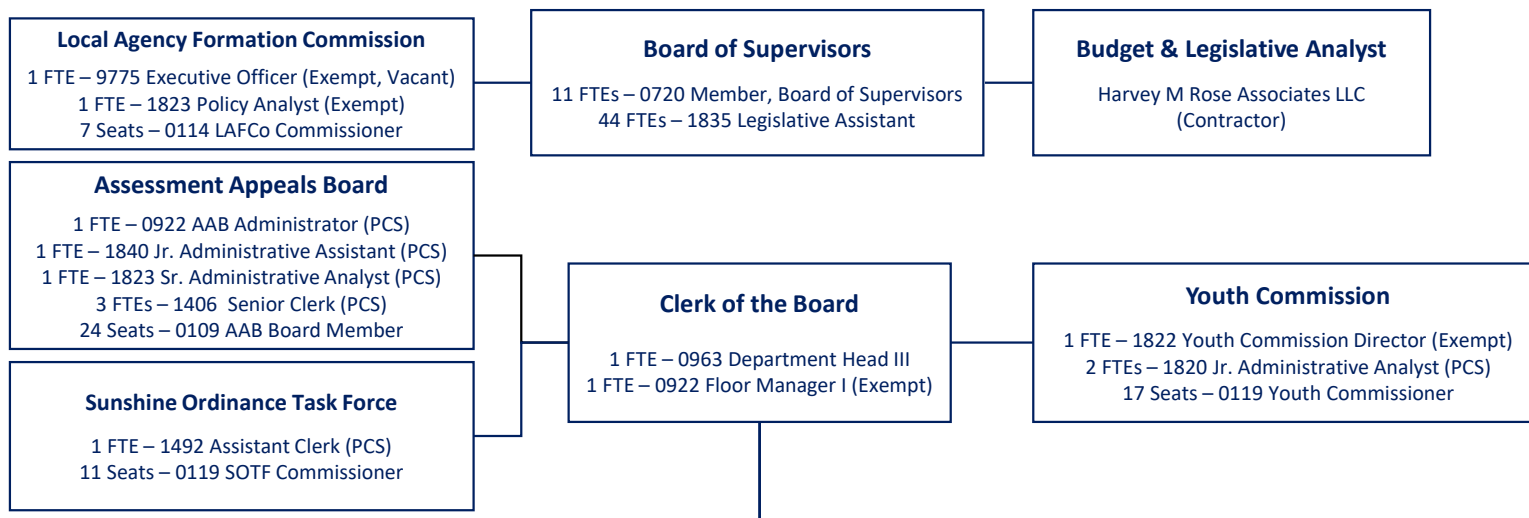 Local Agency Formation Commission
1 FTE – 9775 Executive Officer (Exempt, Vacant)
1 FTE – 1823 Policy Analyst (Exempt)
7 Seats – 0114 LAFCo Commissioner
Board of Supervisors
11 FTEs – 0720 Member, Board of Supervisors
44 FTEs – 1835 Legislative Assistant
Budget & Legislative Analyst
Harvey M Rose Associates LLC
(Contractor)
Assessment Appeals Board
1 FTE – 0922 AAB Administrator (PCS)
1 FTE – 1840 Jr. Administrative Assistant (PCS)
1 FTE – 1823 Sr. Administrative Analyst (PCS)
3 FTEs – 1406 Senior Clerk (PCS)
24 Seats – 0109 AAB Board Member
Clerk of the Board
1 FTE – 0963 Department Head III
1 FTE – 0922 Floor Manager I (Exempt)
Youth Commission
1 FTE – 1822 Youth Commission Director (Exempt)
2 FTEs – 1820 Jr. Administrative Analyst (PCS)
17 Seats – 0119 Youth Commissioner
Sunshine Ordinance Task Force
1 FTE – 1492 Assistant Clerk (PCS)
11 Seats – 0119 SOTF Commissioner